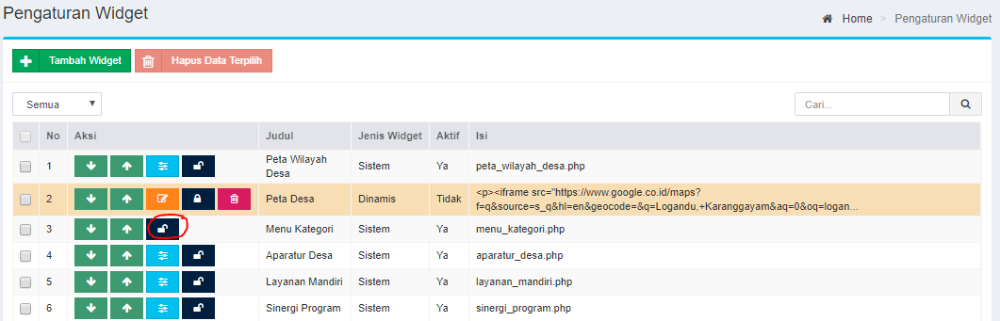 Pengaturan Widget
Home > Pengaturan Widget
Tambah Widget Hapus Data Terpilih
Semua Cari...
No Aksi Judul Jenis Widget Aktif Isi
1 Peta Wilayah Desa Sistem Ya peta_wilayah_desa.php
2 Peta Desa Dinamis Tidak <p><iframe src="https://www.google.co.id/maps?
f=q&source=s_q&hl=en&geocode=&q=Logandu,+Karanggayam&aq=0&oq=logan...
3 Menu Kategori Sistem Ya menu_kategori.php
4 Aparatur Desa Sistem Ya aparatur_desa.php
5 Layanan Mandiri Sistem Ya layanan_mandiri.php
6 Sinergi Program Sistem Ya sinergi_program.php